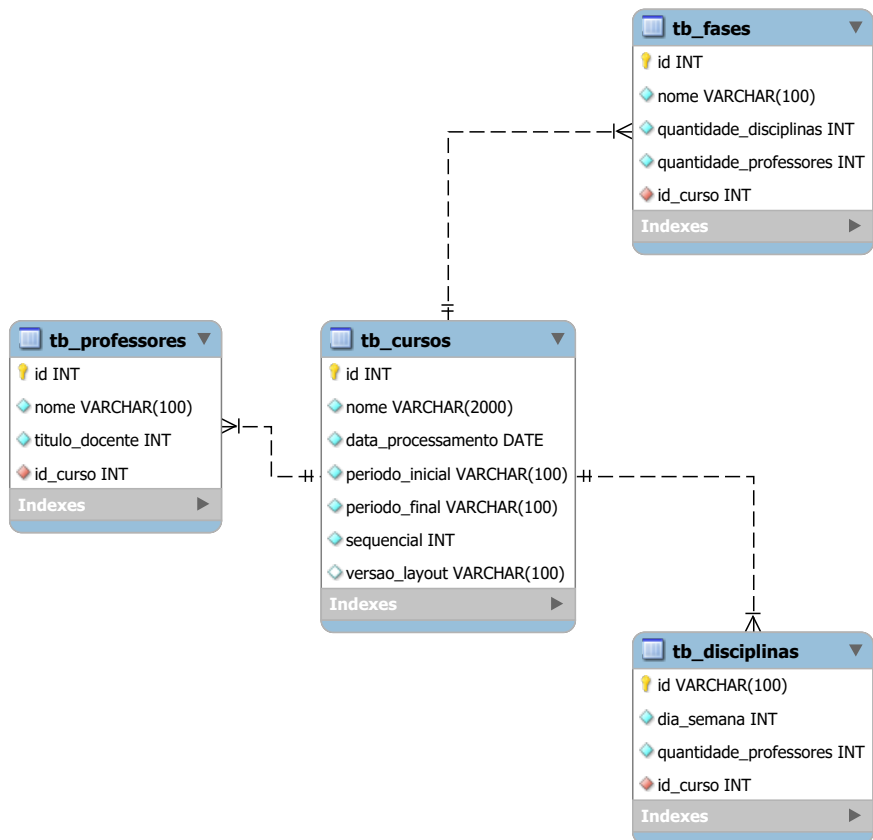 tb_fases
id INT
nome VARCHAR(100)
quantidade_disciplinas INT
quantidade_professores INT
id_curso INT
Indexes
tb_professores
id INT
nome VARCHAR(100)
titulo_docente INT
id_curso INT
Indexes
tb_cursos
id INT
nome VARCHAR(2000)
data_processamento DATE
periodo_inicial VARCHAR(100)
periodo_final VARCHAR(100)
sequencial INT
versao_layout VARCHAR(100)
Indexes
tb_disciplinas
id VARCHAR(100)
dia_semana INT
quantidade_professores INT
id_curso INT
Indexes